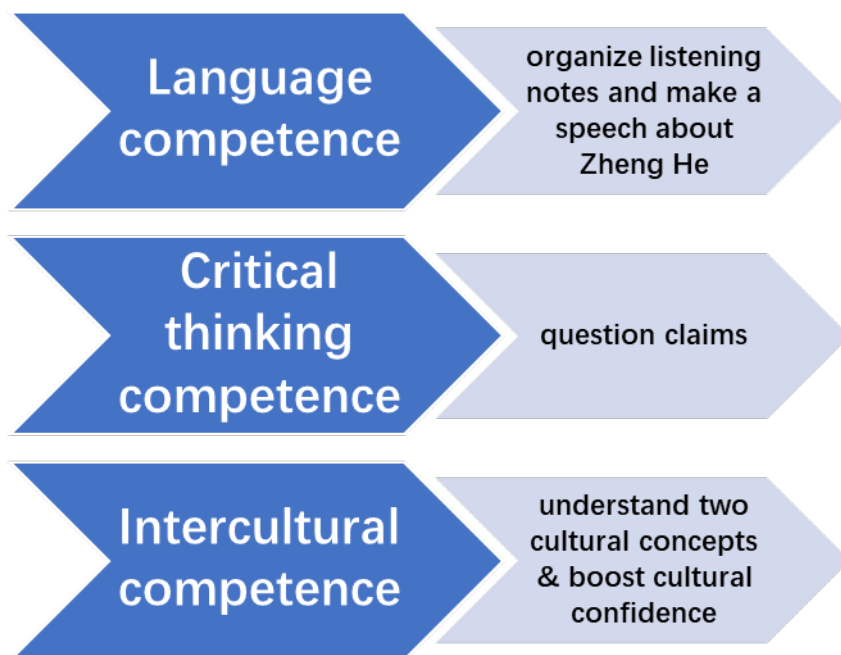 Language
competence
organize listening
notes and make a
speech about
Zheng He
Critical
thinking
competence
question claims
Intercultural
competence
understand two
cultural concepts
& boost cultural
confidence